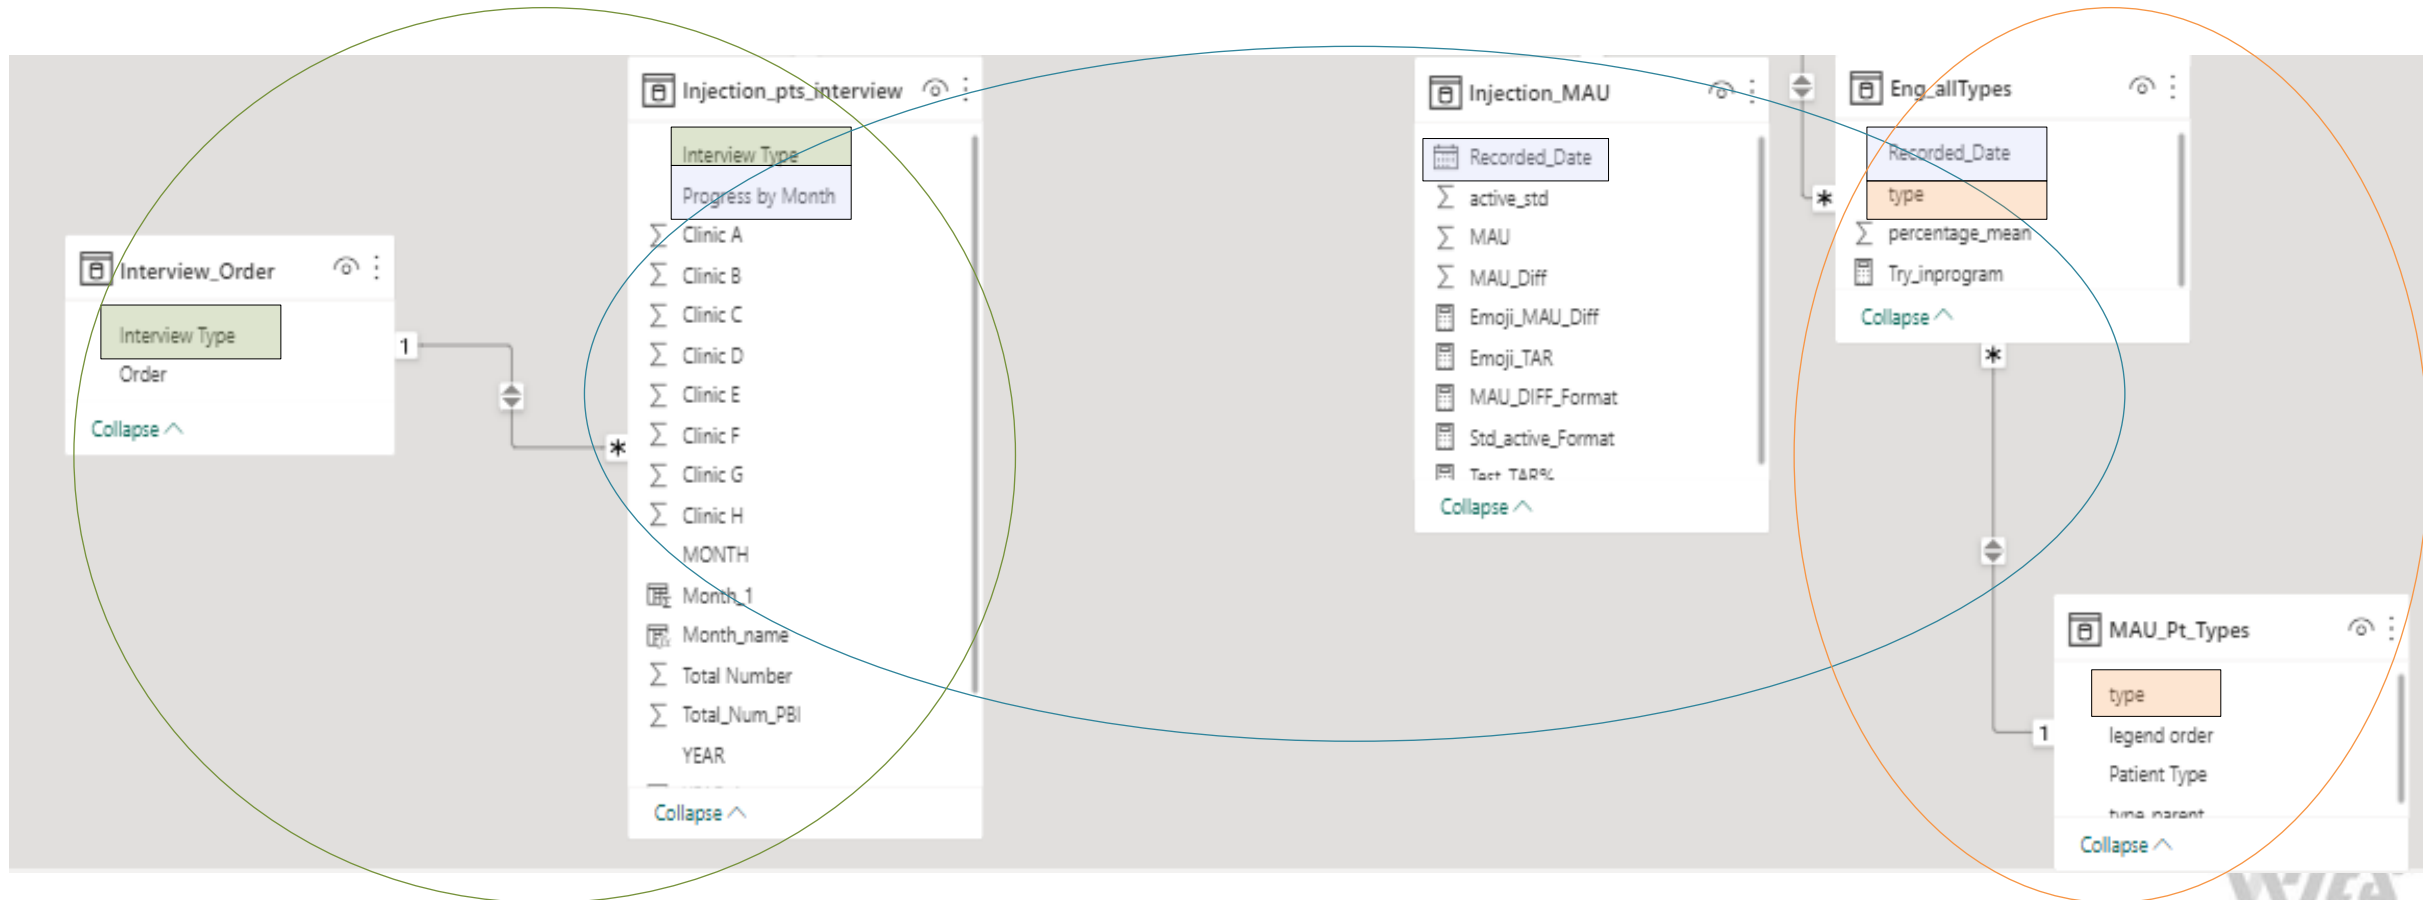 Interview_Order
Interview Type
Order
Collapse
1
*
Injection_pts_interview
Interview Type
Progress by Month
Clinic A
Clinic B
Clinic C
Clinic D
Clinic E
Clinic F
Clinic G
Clinic H
MONTH
Month_1
Month_name
Total Number
Total_Num_PBI
YEAR
Collapse
Injection_MAU
Recorded_Date
active_std
MAU
MAU_Diff
Emoji_MAU_Diff
Emoji_TAR
MAU_DIFF_Format
Std_active_Format
Test_TAR%
Collapse
*
Eng_allTypes
Recorded_Date
type
percentage_mean
Try_inprogram
Collapse
*
1
MAU_Pt_Types
type
legend order
Patient Type
type_parent
Collapse